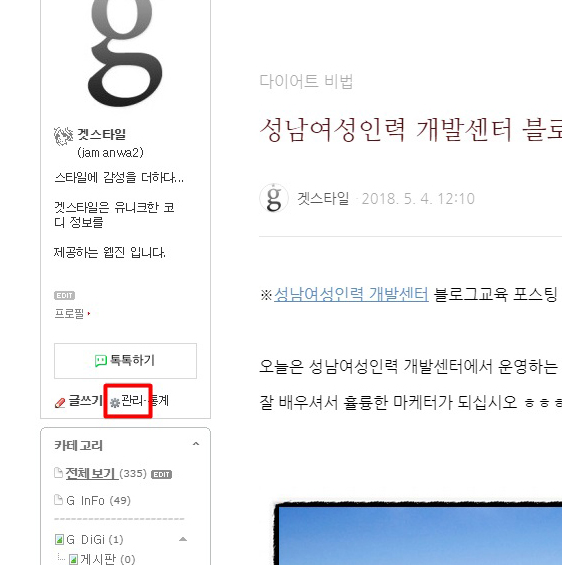 g
겟스타일
(jamanwa2)
스타일에 감성을 더하다...
겟스타일은 유니크한 코
디 정보를
제공하는 웹진 입니다.
EDIT
프로필
톡톡하기
글쓰기 관리·통계
카테고리
전체보기 (335) EDIT
G InFo (49)
G DiGi (1)
게시판 (0)
다이어트 비법
성남여성인력 개발센터 블로
g 겟스타일 · 2018. 5. 4. 12:10
※성남여성인력 개발센터 블로그교육 포스팅
오늘은 성남여성인력 개발센터에서 운영하는
잘 배우셔서 휼륭한 마케터가 되십시오 ㅎㅎㅎ